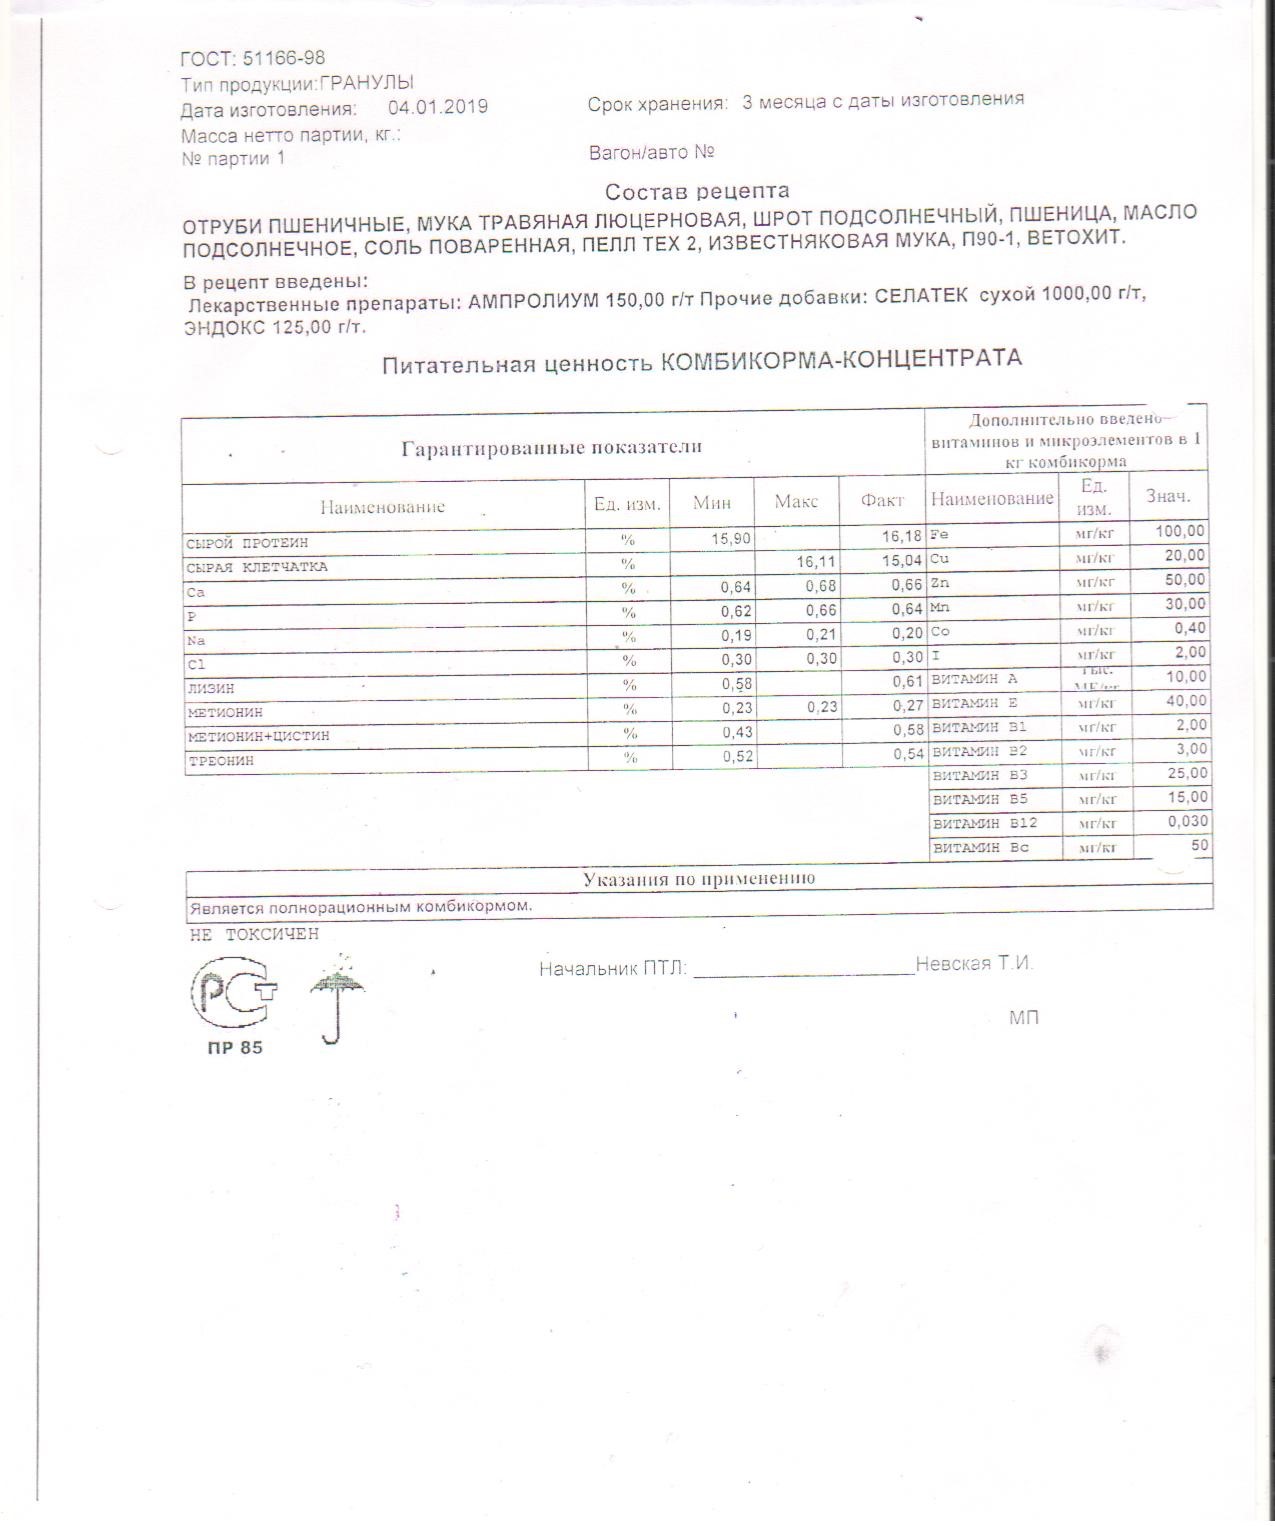 ГОСТ: 51166-98
Тип продукции:ГРАНУЛЫ
Дата изготовления: 04.01.2019 Срок хранения: 3 месяца с даты изготовления
Масса нетто партии, кг.:
№ партии 1 Вагон/авто №
Состав рецепта
ОТРУБИ ПШЕНИЧНЫЕ, МУКА ТРАВЯНАЯ ЛЮЦЕРНОВАЯ, ШРОТ ПОДСОЛНЕЧНЫЙ, ПШЕНИЦА, МАСЛО
ПОДСОЛНЕЧНОЕ, СОЛЬ ПОВАРЕННАЯ, ПЕЛЛ ТЕХ 2, ИЗВЕСТНЯКОВАЯ МУКА, П90-1, ВЕТОХИТ.
В рецепт введены:
Лекарственные препараты: АМПРОЛИУМ 150,00 г/т Прочие добавки: СЕЛАТЕК сухой 1000,00 г/т,
ЭНДОКС 125,00 г/т.
Питательная ценность КОМБИКОРМА-КОНЦЕНТРАТА
Гарантированные показатели
Дополнительно введено
витаминов и микроэлементов в 1
кг комбикорма
Наименование Ед. изм. Мин Макс Факт Наименование Ед. изм. Знач.
СЫРОЙ ПРОТЕИН % 15,90 16,18 Fe мг/кг 100,00
СЫРАЯ КЛЕТЧАТКА % 16,11 15,04 Cu мг/кг 20,00
Ca % 0,64 0,68 0,66 Zn мг/кг 50,00
P % 0,62 0,66 0,64 Mn мг/кг 30,00
Na % 0,19 0,21 0,20 Co мг/кг 0,40
Cl % 0,30 0,30 0,30 I мг/кг 2,00
ЛИЗИН % 0,58 0,61 ВИТАМИН A 10,00
МЕТИОНИН % 0,23 0,23 0,27 ВИТАМИН E мг/кг 40,00
МЕТИОНИН+ЦИСТИН % 0,43 0,58 ВИТАМИН B1 мг/кг 2,00
ТРЕОНИН % 0,52 0,54 ВИТАМИН B2 мг/кг 3,00
ВИТАМИН B3 мг/кг 25,00
ВИТАМИН B5 мг/кг 15,00
ВИТАМИН B12 мг/кг 0,030
ВИТАМИН Bc мг/кг 50
Указания по применению
Является полнорационным комбикормом.
НЕ ТОКСИЧЕН
Начальник ПТЛ: ____________________Невская Т.И.
МП
РСТ
ПР 85